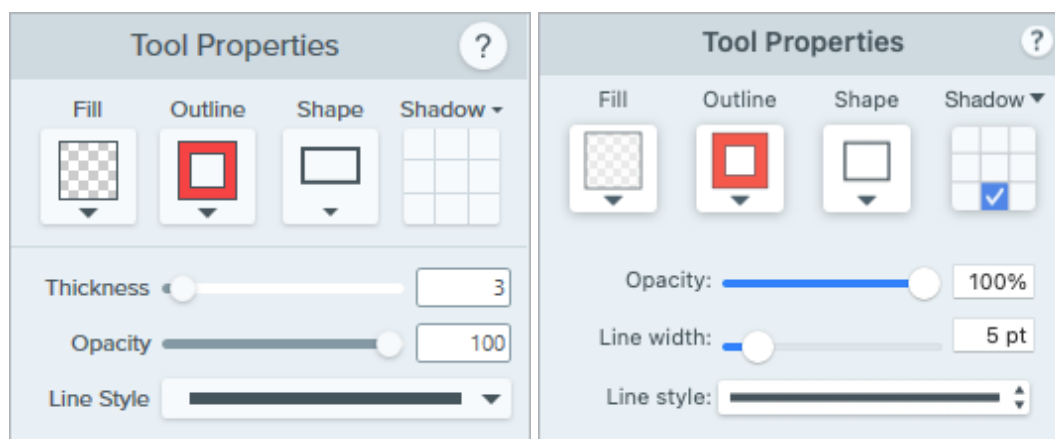 Tool Properties ?
Fill Outline Shape Shadow
Thickness 3
Opacity 100
Line Style
Tool Properties ?
Fill Outline Shape Shadow
Opacity: 100%
Line width: 5 pt
Line style: